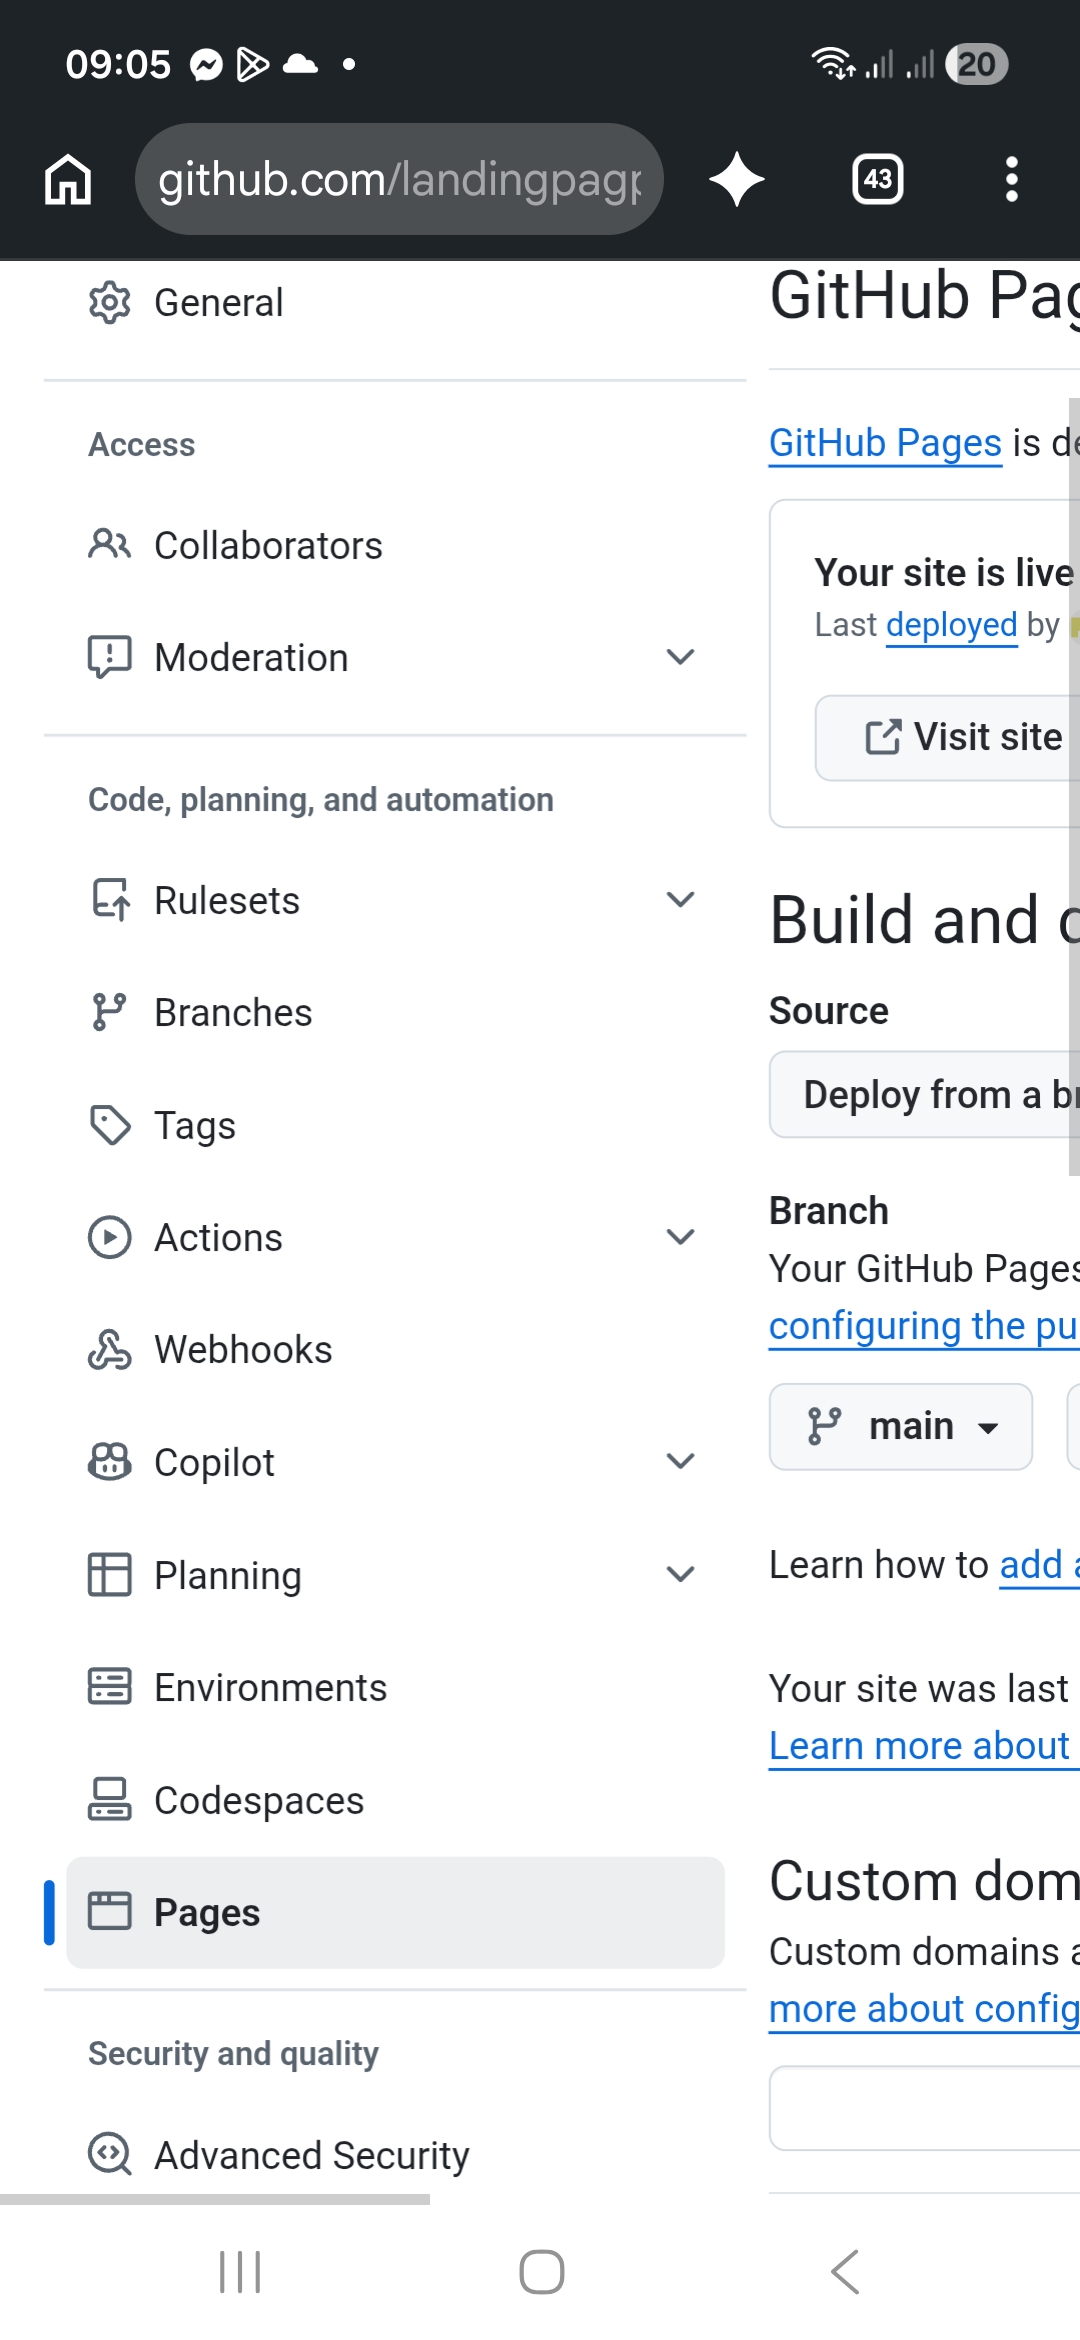 09:05
20
github.com/landingpagp
43
General
Access
Collaborators
Moderation
Code, planning, and automation
Rulesets
Branches
Tags
Actions
Webhooks
Copilot
Planning
Environments
Codespaces
Pages
Security and quality
Advanced Security
GitHub Pag
GitHub Pages is de
Your site is live
Last deployed by
Visit site
Build and d
Source
Deploy from a br
Branch
Your GitHub Pages
configuring the pu
main
Learn how to add a
Your site was last
Learn more about
Custom dom
Custom domains a
more about config